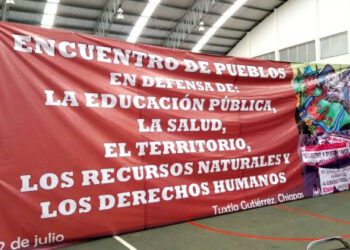 ENCUENTRO DE PUEBLOS
EN DEFENSA DE:
LA EDUCACIÓN PÚBLICA,
LA SALUD,
EL TERRITORIO,
LOS RECURSOS NATURALES Y
LOS DERECHOS HUMANOS
Tuxtla Gutiérrez, Chiapas
2 de julio